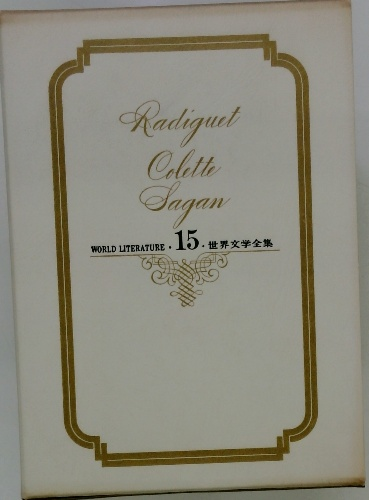 Radiguet
Colette
Sagan
WORLD LITERATURE · 15 · 世界文学全集